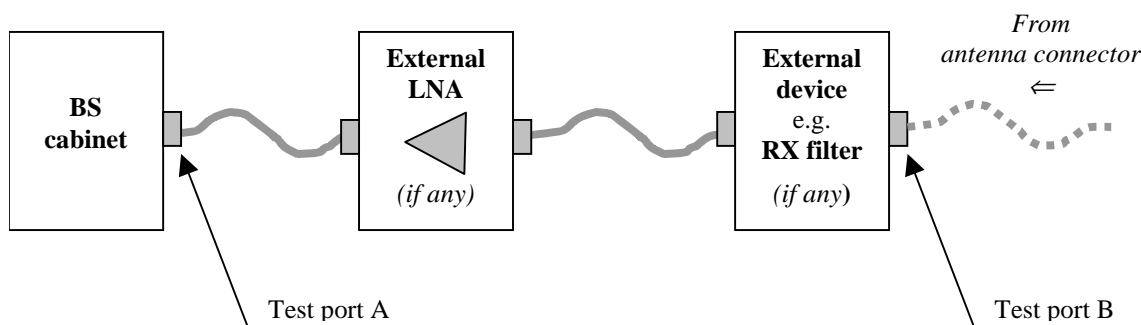 BS
cabinet
External
LNA
(if any)
External
device
e.g.
RX filter
(if any)
From
antenna connector
⇐
Test port A
Test port B